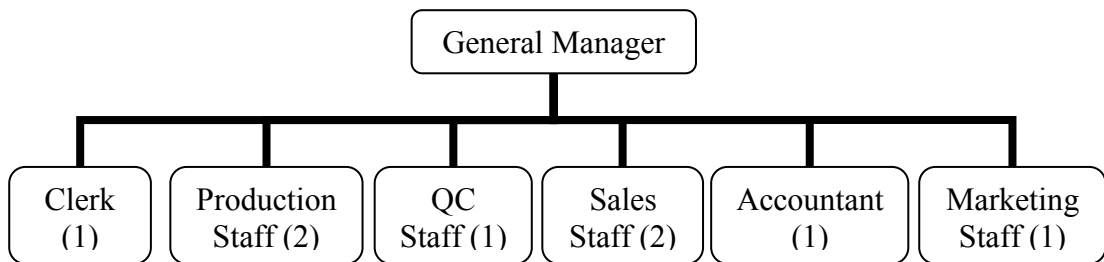 General Manager
Clerk
(1)
Production
Staff (2)
QC
Staff (1)
Sales
Staff (2)
Accountant
(1)
Marketing
Staff (1)